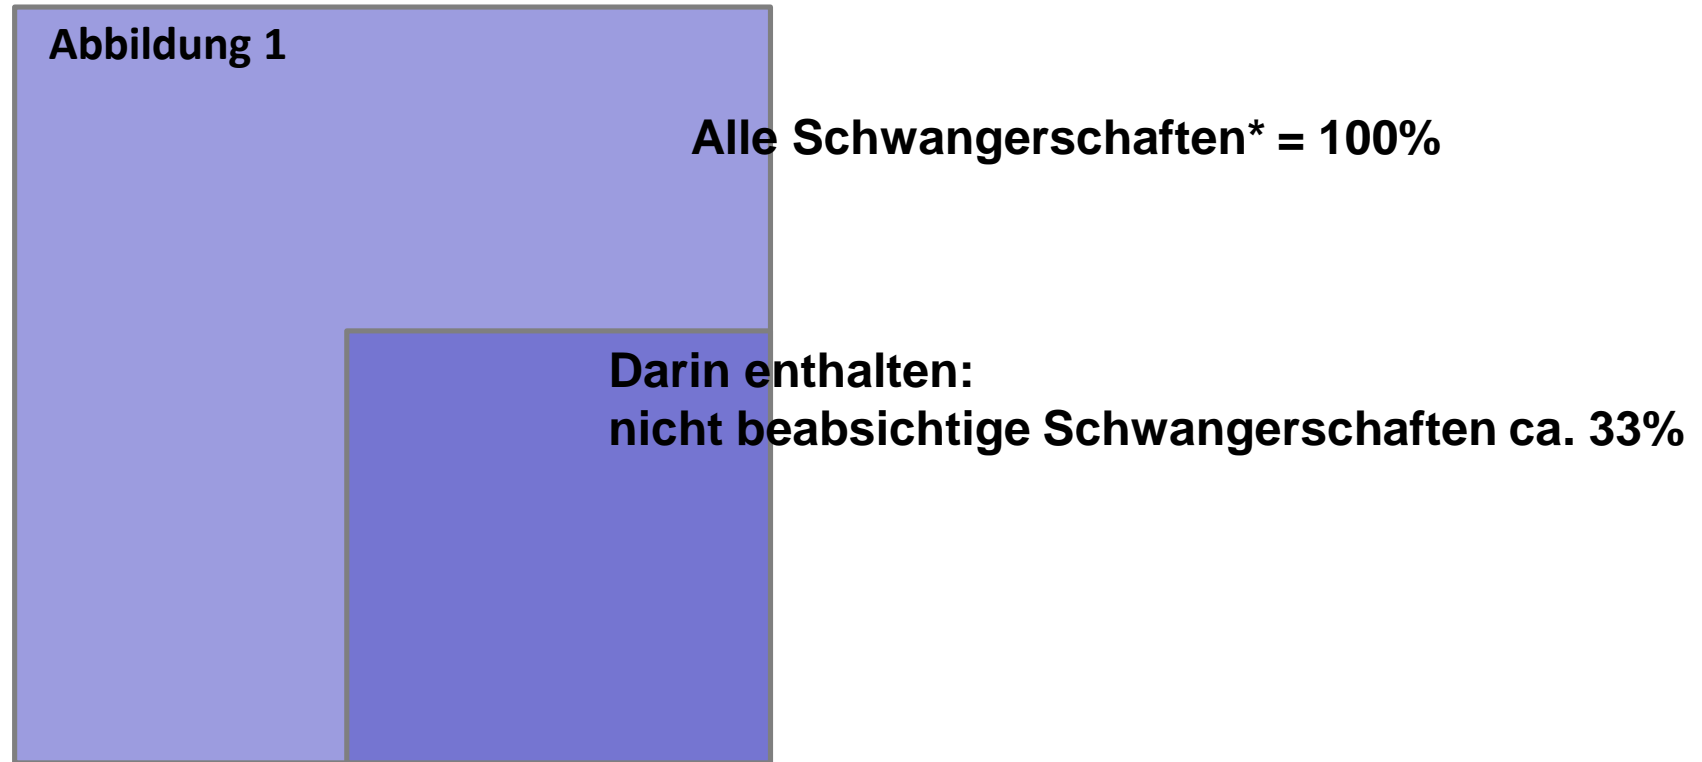 Abbildung 1
Alle Schwangerschaften* = 100%
Darin enthalten:
nicht beabsichtige Schwangerschaften ca. 33%